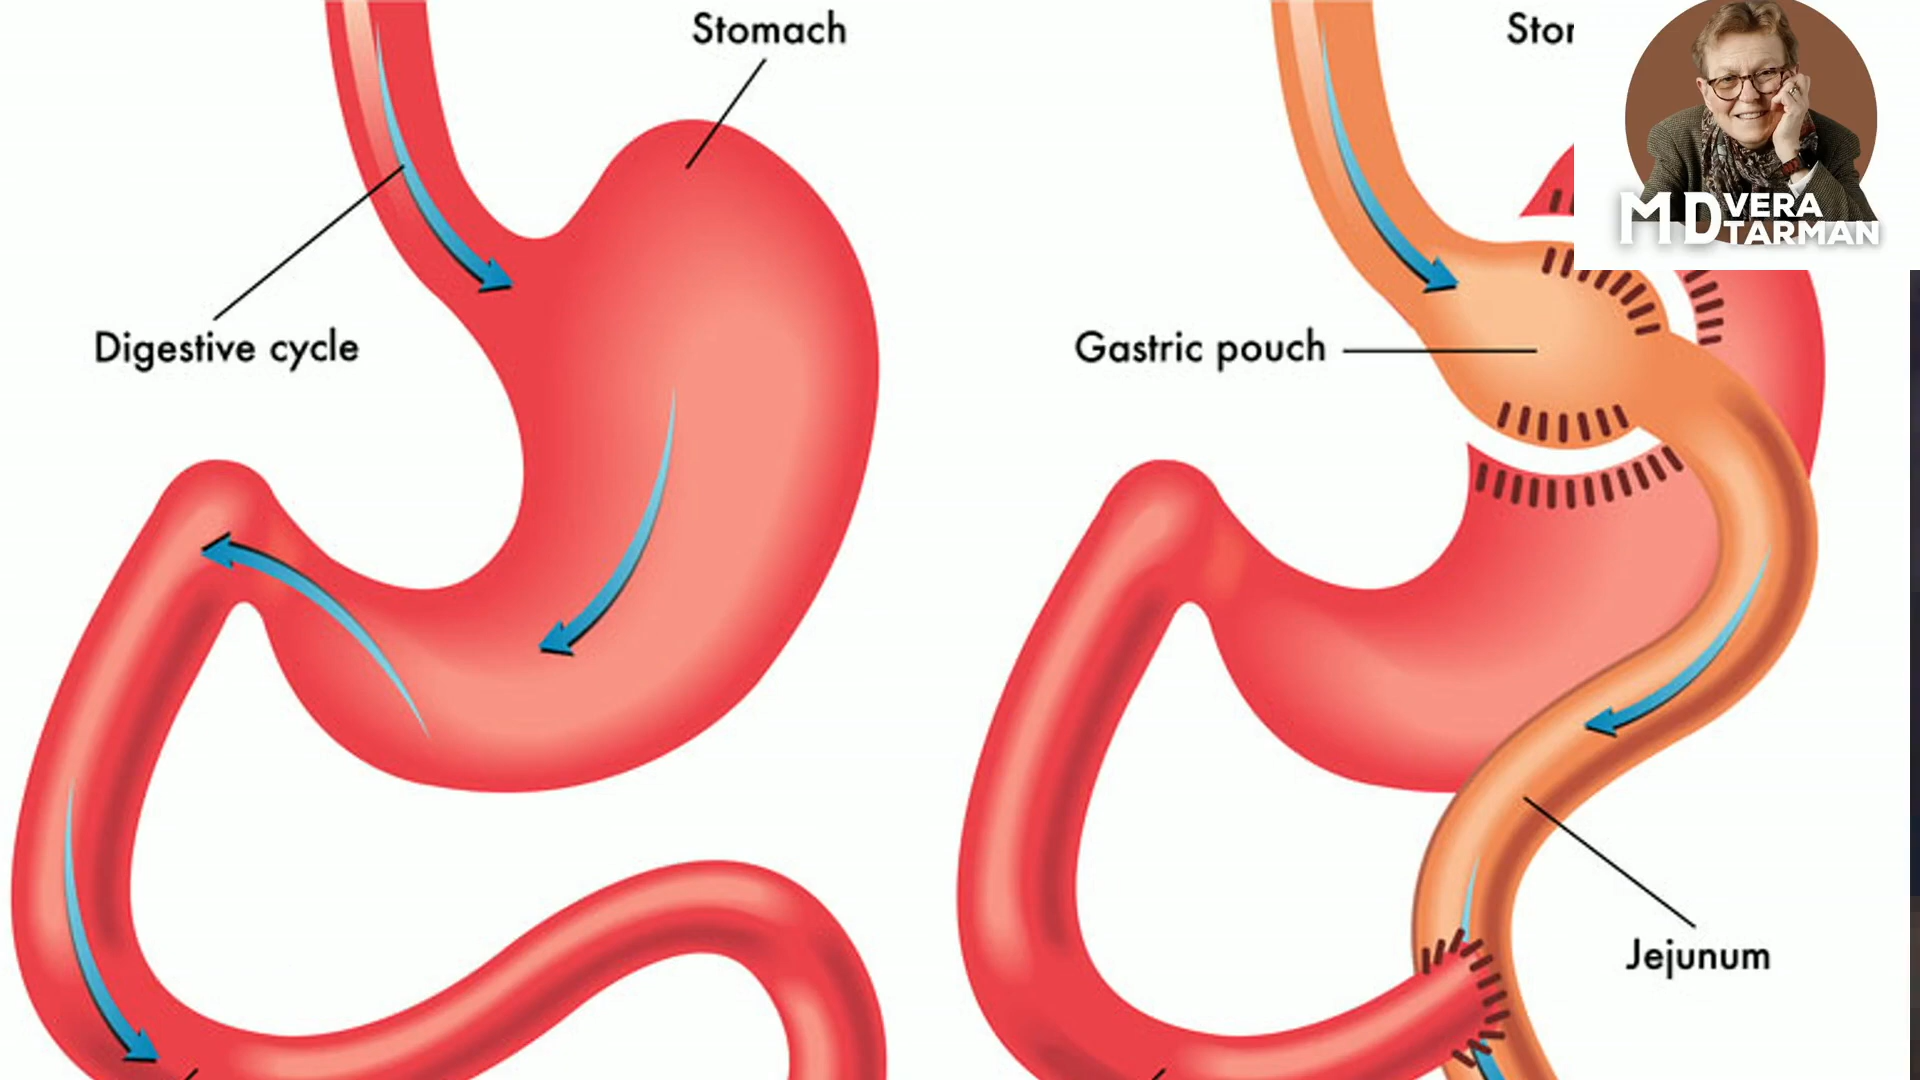 Stomach
Stor
MD VERA
TARMAN
Digestive cycle
Gastric pouch
Jejunum